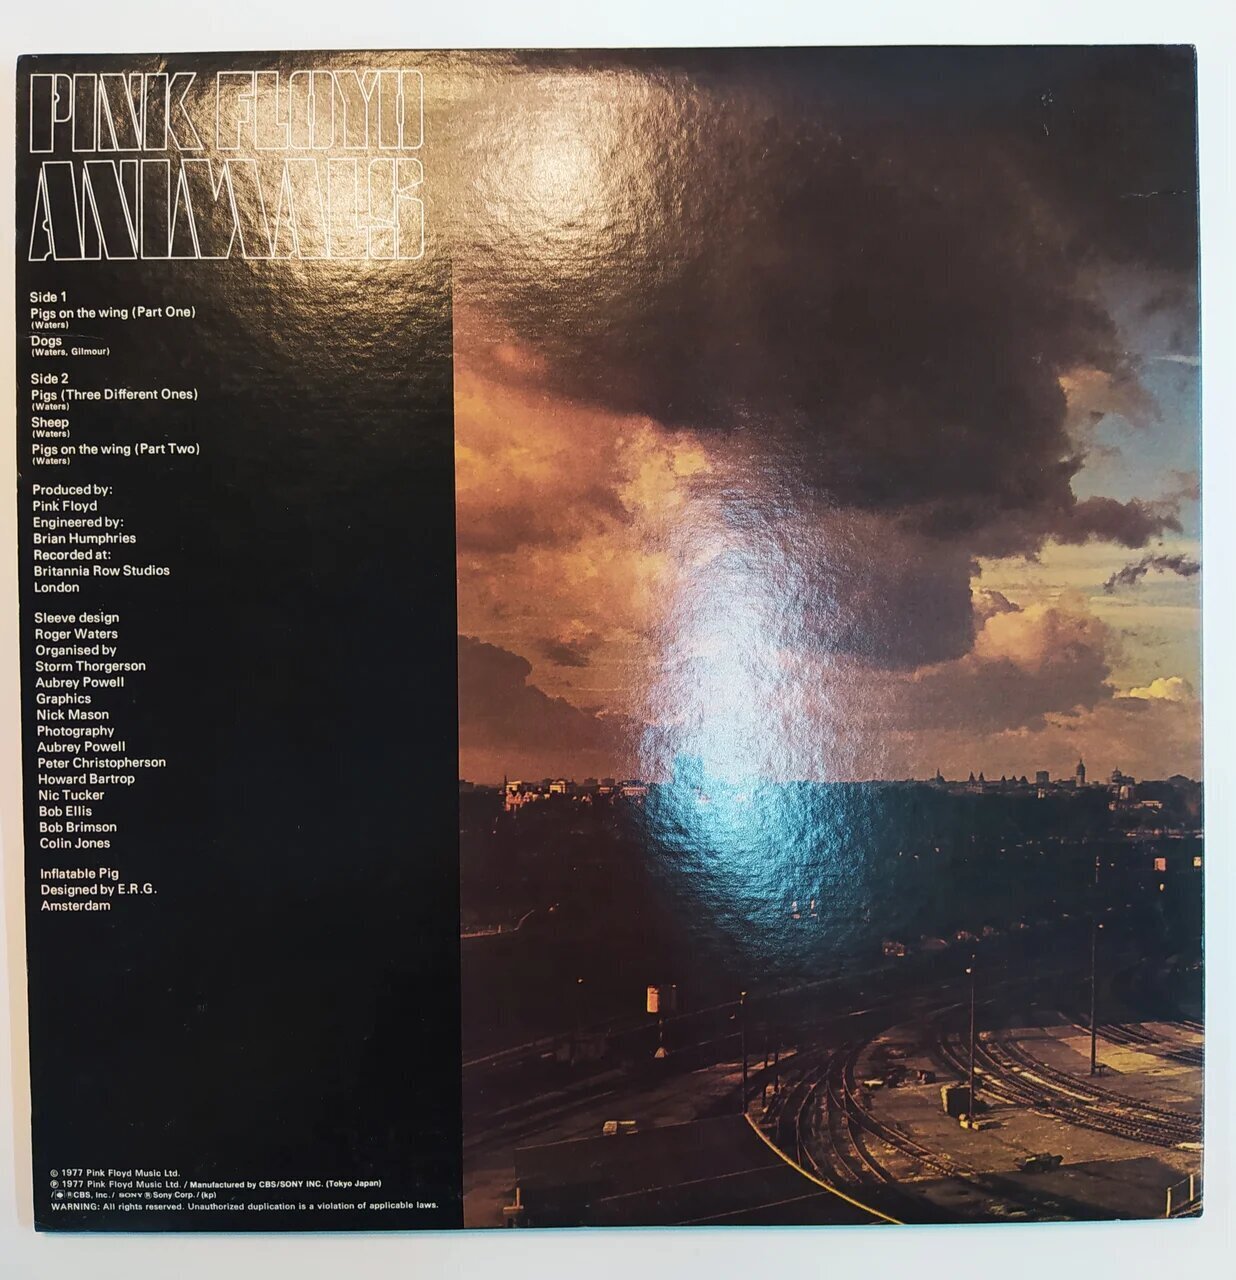 PINK FLOYD
ANIMALS
Side 1
Pigs on the wing (Part One)
(Waters)
Dogs
(Waters, Gilmour)
Side 2
Pigs (Three Different Ones)
(Waters)
Sheep
(Waters)
Pigs on the wing (Part Two)
(Waters)
Produced by:
Pink Floyd
Engineered by:
Brian Humphries
Recorded at:
Britannia Row Studios
London
Sleeve design
Roger Waters
Organised by
Storm Thorgerson
Aubrey Powell
Graphics
Nick Mason
Photography
Aubrey Powell
Peter Christopherson
Howard Bartrop
Nic Tucker
Bob Ellis
Bob Brimson
Colin Jones
Inflatable Pig
Designed by E.R.G.
Amsterdam
© 1977 Pink Floyd Music Ltd.
℗ 1977 Pink Floyd Music Ltd. / Manufactured by CBS/SONY INC. (Tokyo Japan)
/ ® CBS, Inc. / SONY ® Sony Corp. / (kp)
WARNING: All rights reserved. Unauthorized duplication is a violation of applicable laws.